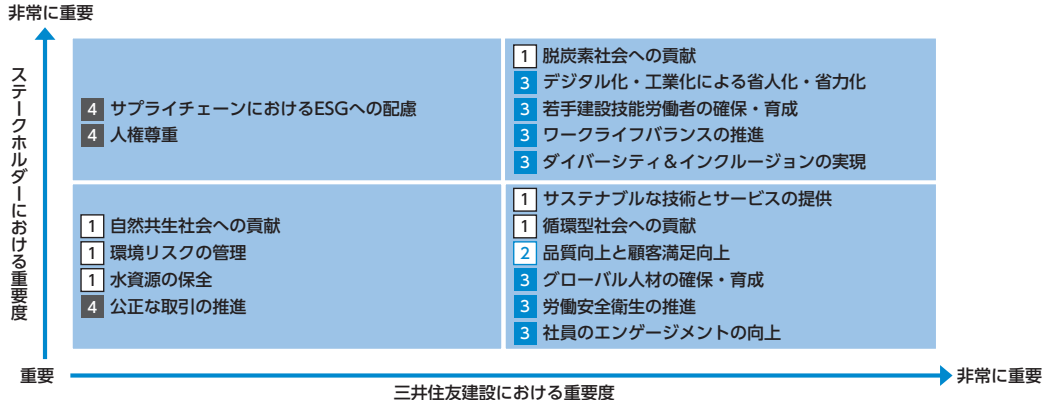 非常に重要
ステークホルダーにおける重要度
4 サプライチェーンにおけるESGへの配慮
4 人権尊重
1 脱炭素社会への貢献
3 デジタル化・工業化による省人化・省力化
3 若手建設技能労働者の確保・育成
3 ワークライフバランスの推進
3 ダイバーシティ＆インクルージョンの実現
1 自然共生社会への貢献
1 環境リスクの管理
1 水資源の保全
4 公正な取引の推進
1 サステナブルな技術とサービスの提供
1 循環型社会への貢献
2 品質向上と顧客満足向上
3 グローバル人材の確保・育成
3 労働安全衛生の推進
3 社員のエンゲージメントの向上
重要
三井住友建設における重要度
非常に重要